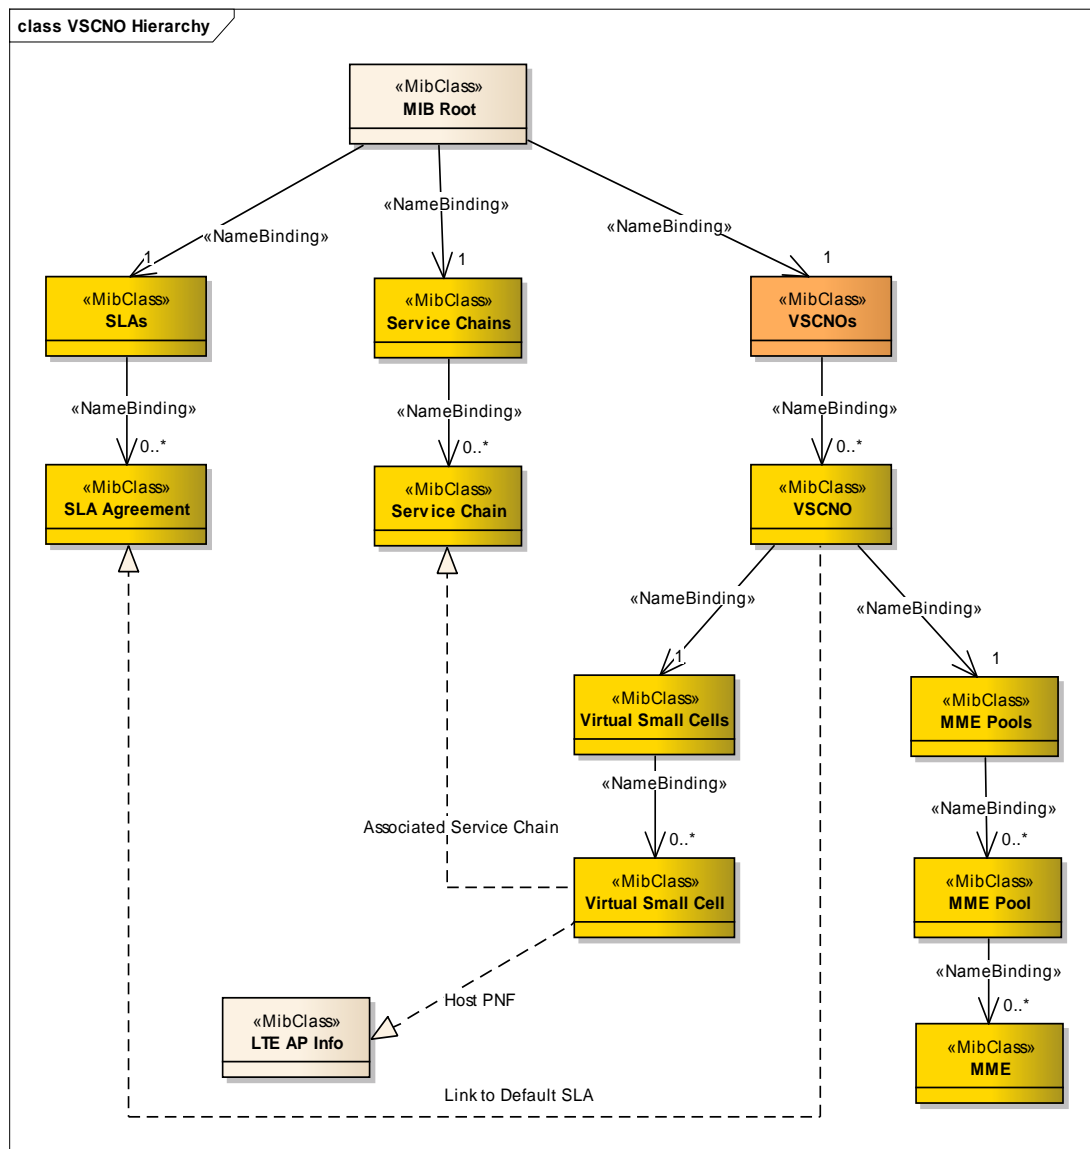 class VSCNO Hierarchy
«MibClass»
MIB Root
«NameBinding»
«NameBinding»
«NameBinding»
1
1
1
«MibClass»
SLAs
«MibClass»
Service Chains
«MibClass»
VSCNOs
«NameBinding»
«NameBinding»
«NameBinding»
0..*
0..*
0..*
«MibClass»
SLA Agreement
«MibClass»
Service Chain
«MibClass»
VSCNO
«NameBinding»
«NameBinding»
1
1
«MibClass»
Virtual Small Cells
«MibClass»
MME Pools
«NameBinding»
«NameBinding»
Associated Service Chain
0..*
0..*
«MibClass»
Virtual Small Cell
«MibClass»
MME Pool
«NameBinding»
Host PNF
0..*
«MibClass»
LTE AP Info
«MibClass»
MME
Link to Default SLA